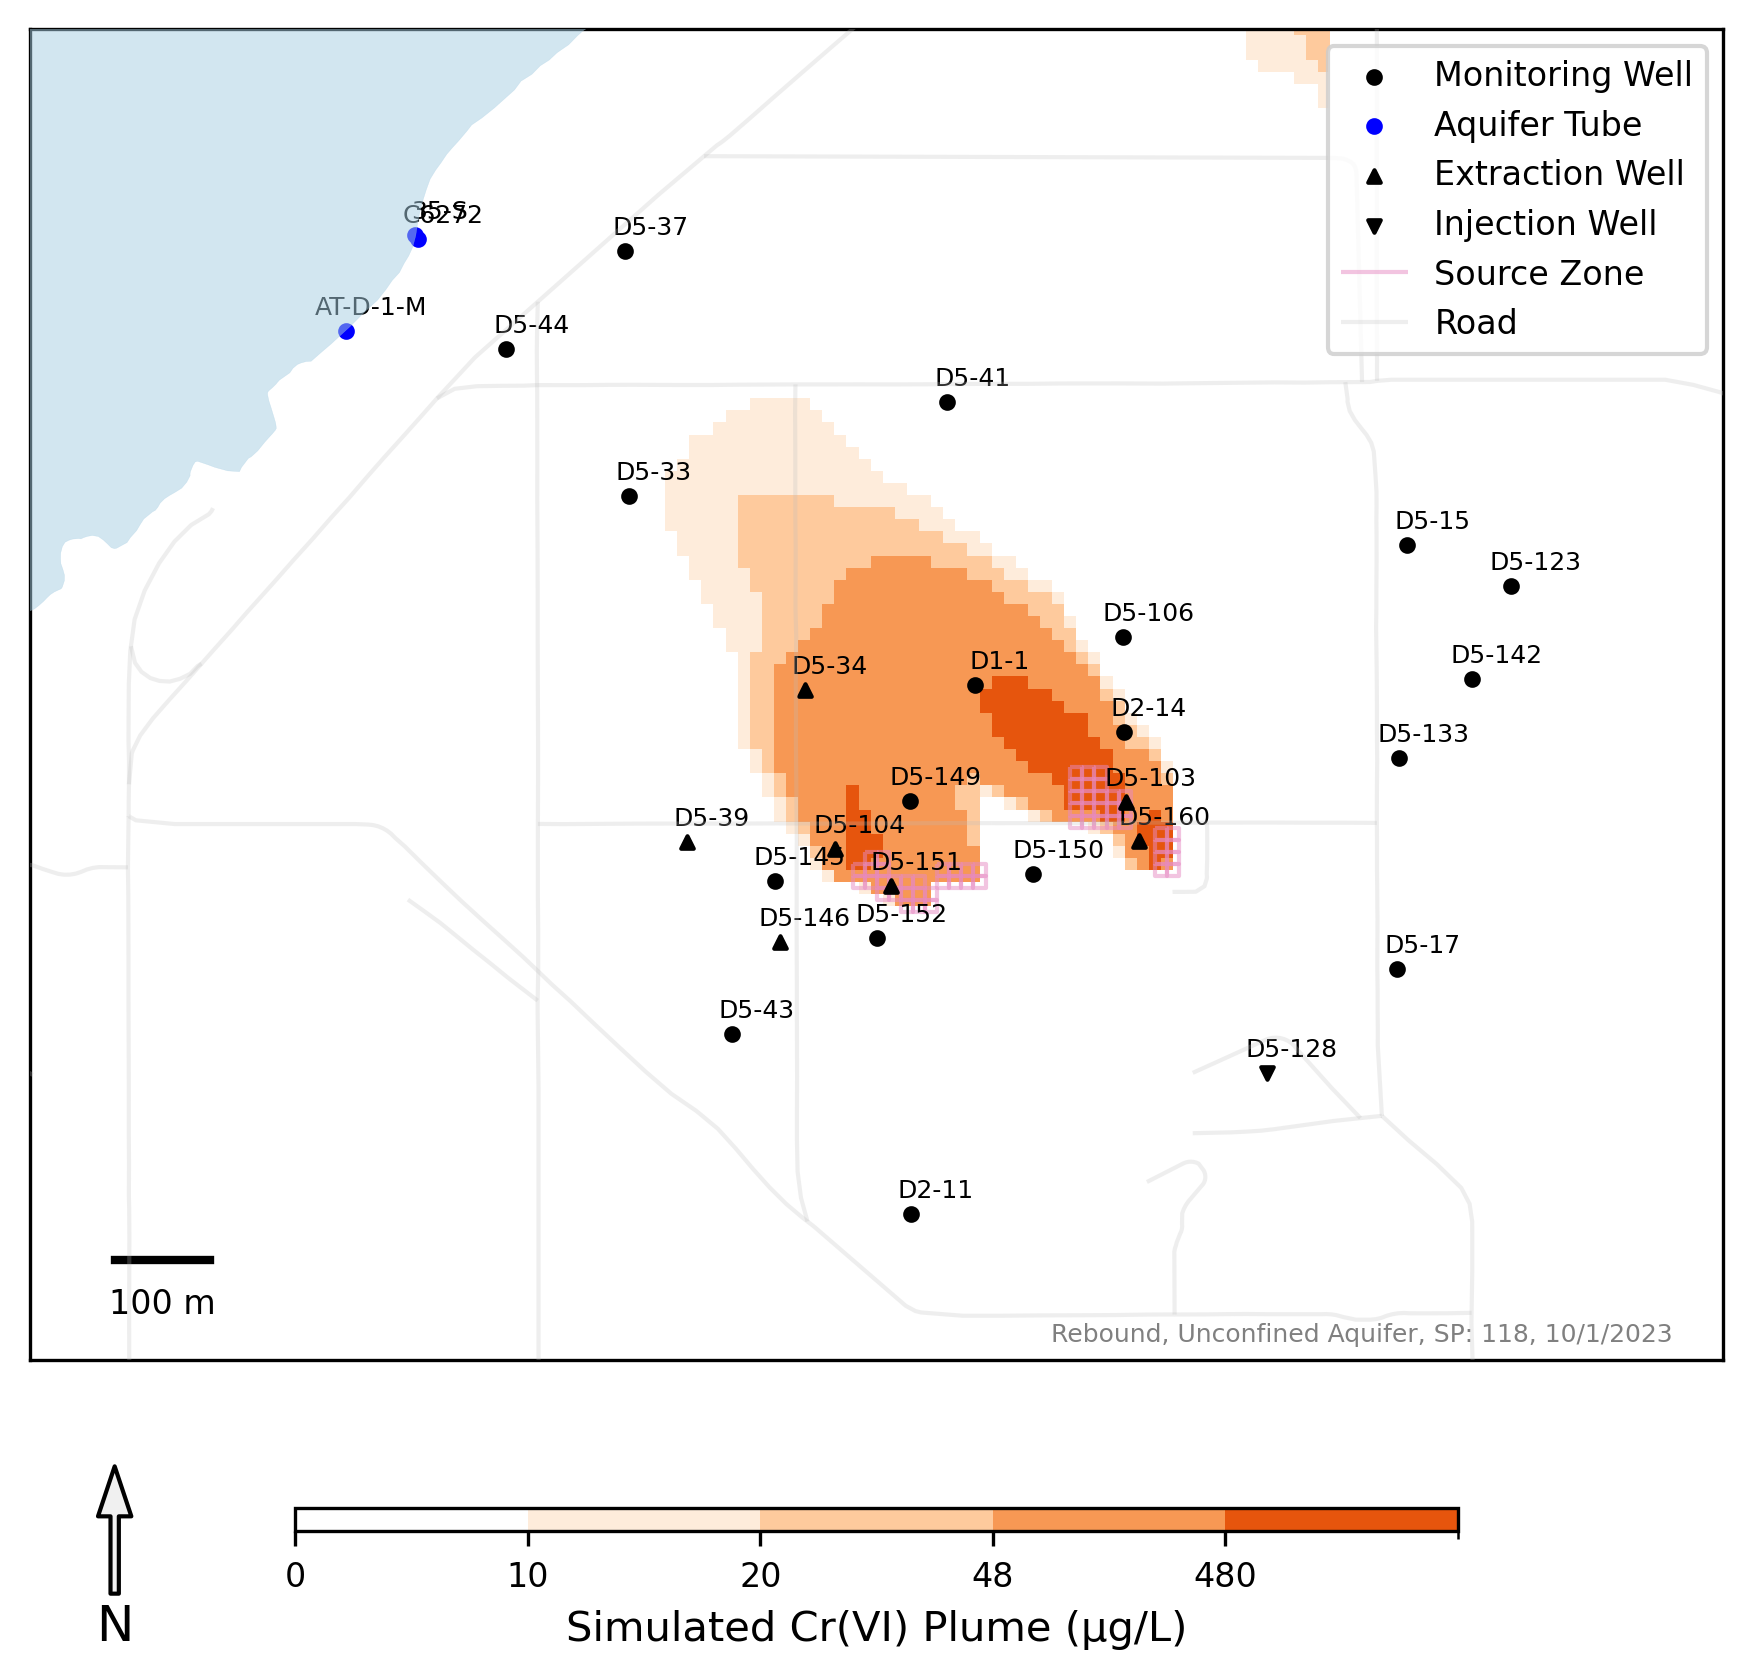 Monitoring Well
Aquifer Tube
Extraction Well
Injection Well
Source Zone
Road
35-S
C6272
D5-37
AT-D-1-M
D5-44
D5-41
D5-33
D5-15
D5-123
D5-106
D5-34
D1-1
D5-142
D2-14
D5-133
D5-149
D5-103
D5-39
D5-104
D5-160
D5-145
D5-151
D5-150
D5-146
D5-152
D5-17
D5-43
D5-128
D2-11
100 m
Rebound, Unconfined Aquifer, SP: 118, 10/1/2023
0 10 20 48 480
N
Simulated Cr(VI) Plume (μg/L)